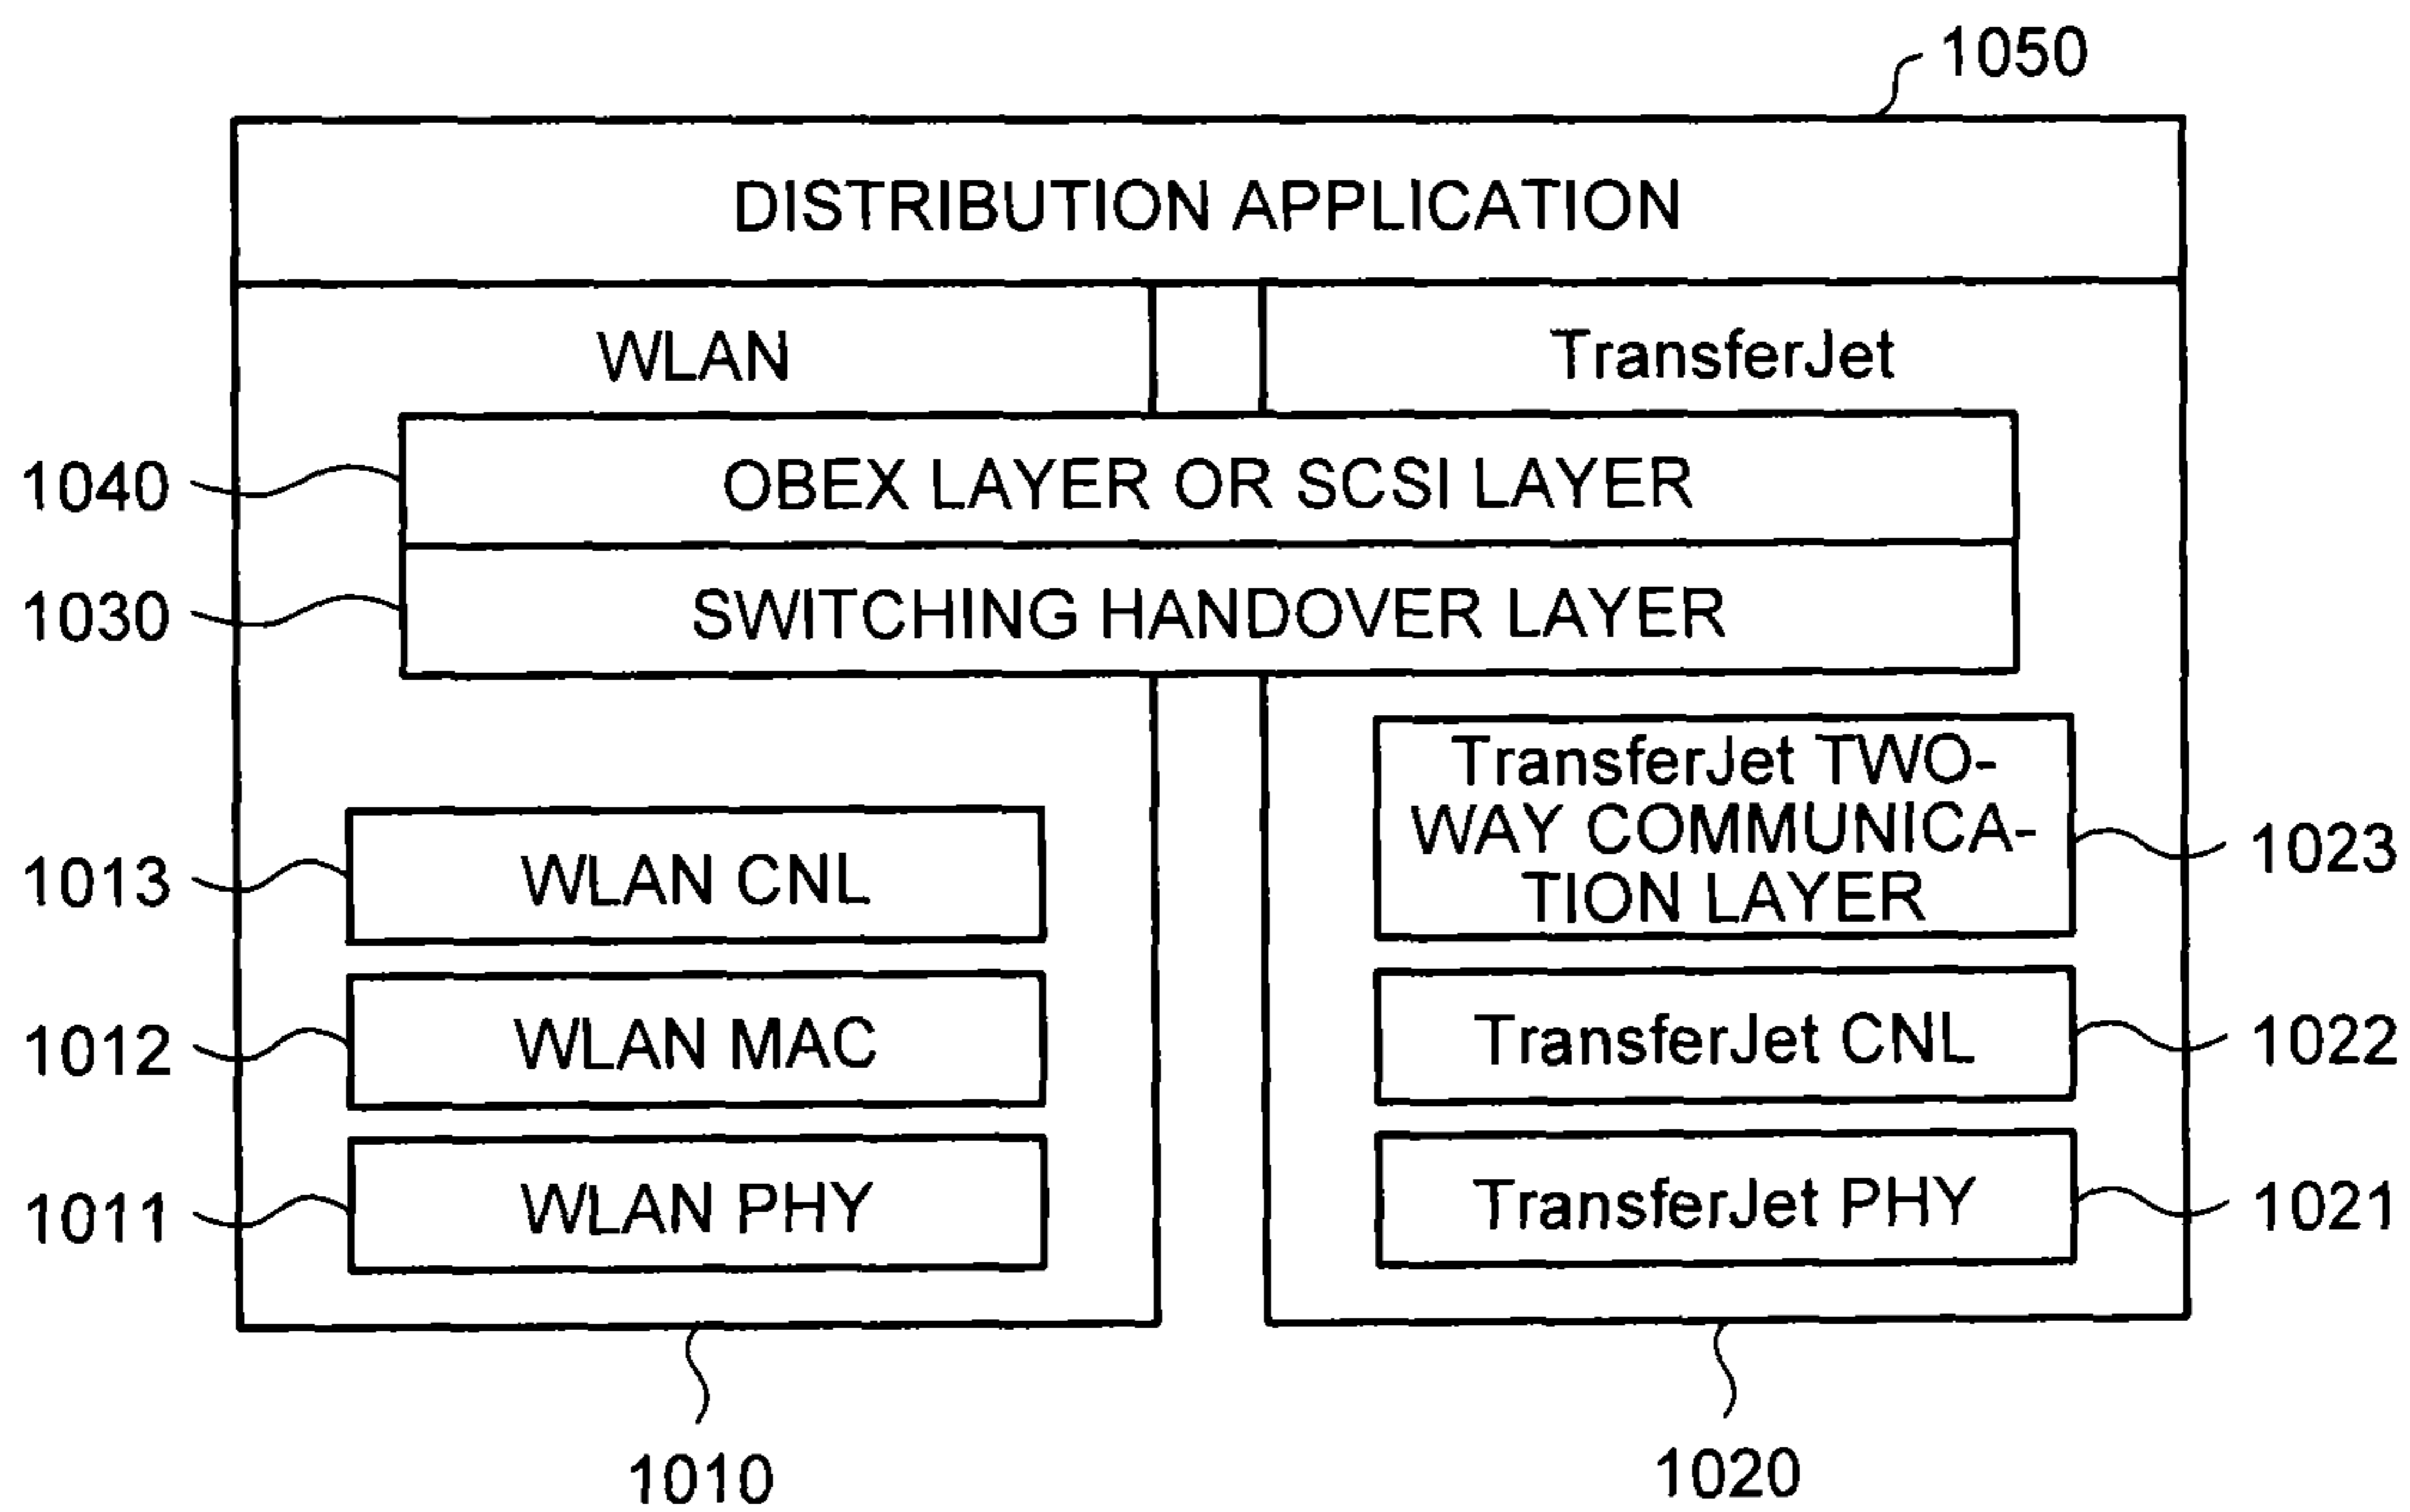 1050
DISTRIBUTION APPLICATION
WLAN
TransferJet
1040
OBEX LAYER OR SCSI LAYER
1030
SWITCHING HANDOVER LAYER
TransferJet TWO-
WAY COMMUNICA-
TION LAYER
1023
1013
WLAN CNL
1012
WLAN MAC
TransferJet CNL
1022
1011
WLAN PHY
TransferJet PHY
1021
1010
1020